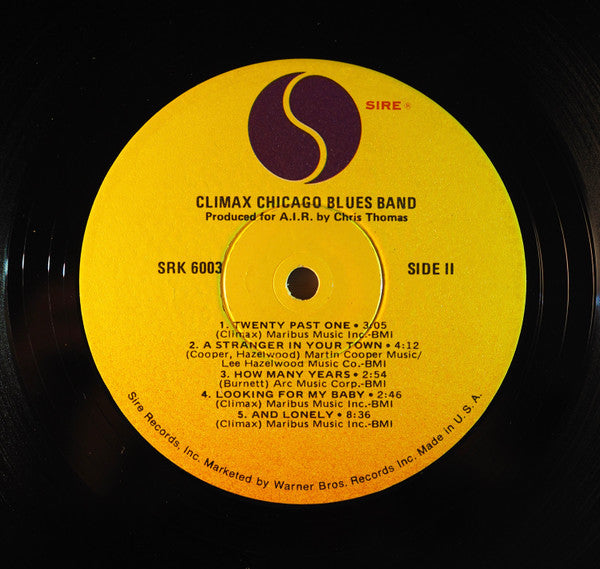 SIRE ®
CLIMAX CHICAGO BLUES BAND
Produced for A.I.R. by Chris Thomas
SRK 6003
SIDE II
1. TWENTY PAST ONE • 3:05
(Climax) Maribus Music Inc.-BMI
2. A STRANGER IN YOUR TOWN • 4:12
(Cooper, Hazelwood) Martin Cooper Music/
Lee Hazelwood Music Co.-BMI
3. HOW MANY YEARS • 2:54
(Burnett) Arc Music Corp.-BMI
4. LOOKING FOR MY BABY • 2:46
(Climax) Maribus Music Inc.-BMI
5. AND LONELY • 8:36
(Climax) Maribus Music Inc.-BMI
Sire Records, Inc. Marketed by Warner Bros. Records Inc. Made in U.S.A.